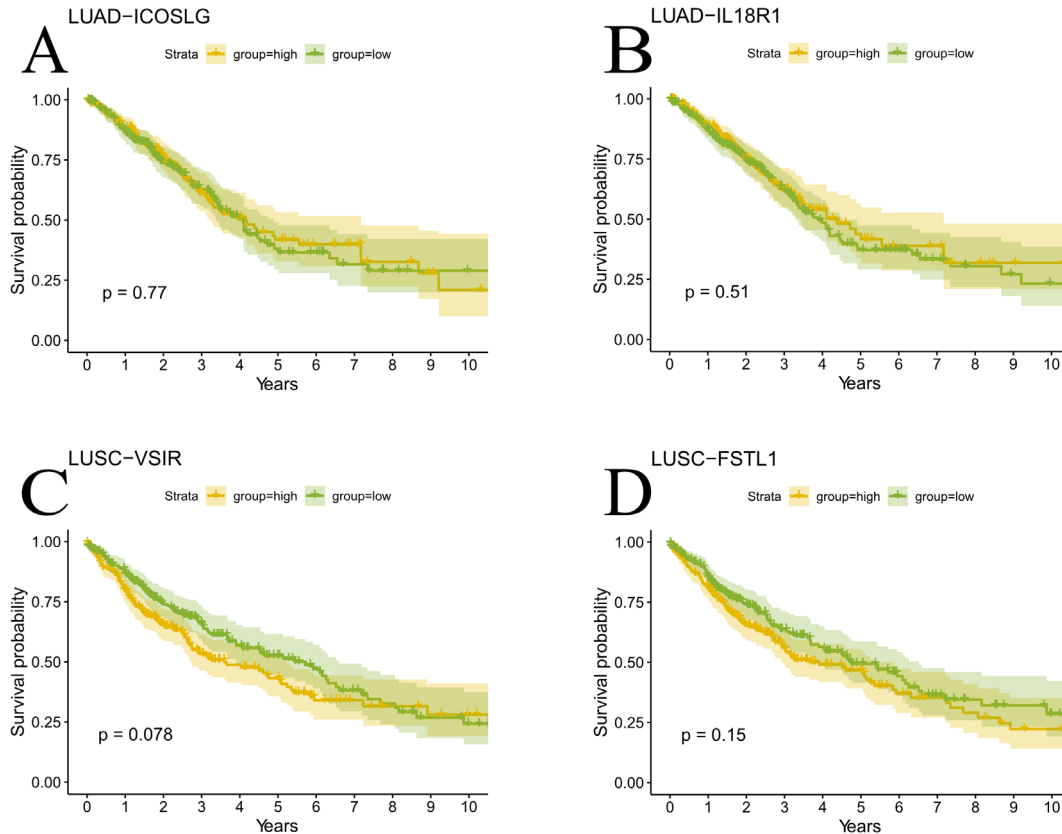 LUAD−ICOSLG
A
Strata group=high group=low
1.00
0.75
0.50
0.25
0.00
Survival probability
p = 0.77
0 1 2 3 4 5 6 7 8 9 10
Years
LUAD−IL18R1
B
Strata group=high group=low
1.00
0.75
0.50
0.25
0.00
Survival probability
p = 0.51
0 1 2 3 4 5 6 7 8 9 10
Years
LUSC−VSIR
C
Strata group=high group=low
1.00
0.75
0.50
0.25
0.00
Survival probability
p = 0.078
0 1 2 3 4 5 6 7 8 9 10
Years
LUSC−FSTL1
D
Strata group=high group=low
1.00
0.75
0.50
0.25
0.00
Survival probability
p = 0.15
0 1 2 3 4 5 6 7 8 9 10
Years